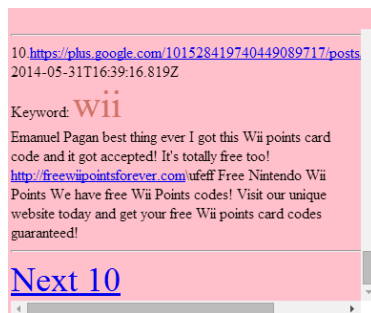 10.https://plus.google.com/101528419740449089717/posts
2014-05-31T16:39:16.819Z
Keyword: wii
Emanuel Pagan best thing ever I got this Wii points card
code and it got accepted! It's totally free too!
http://freewiipointsforever.com\ufeff Free Nintendo Wii
Points We have free Wii Points codes! Visit our unique
website today and get your free Wii points card codes
guaranteed!
Next 10